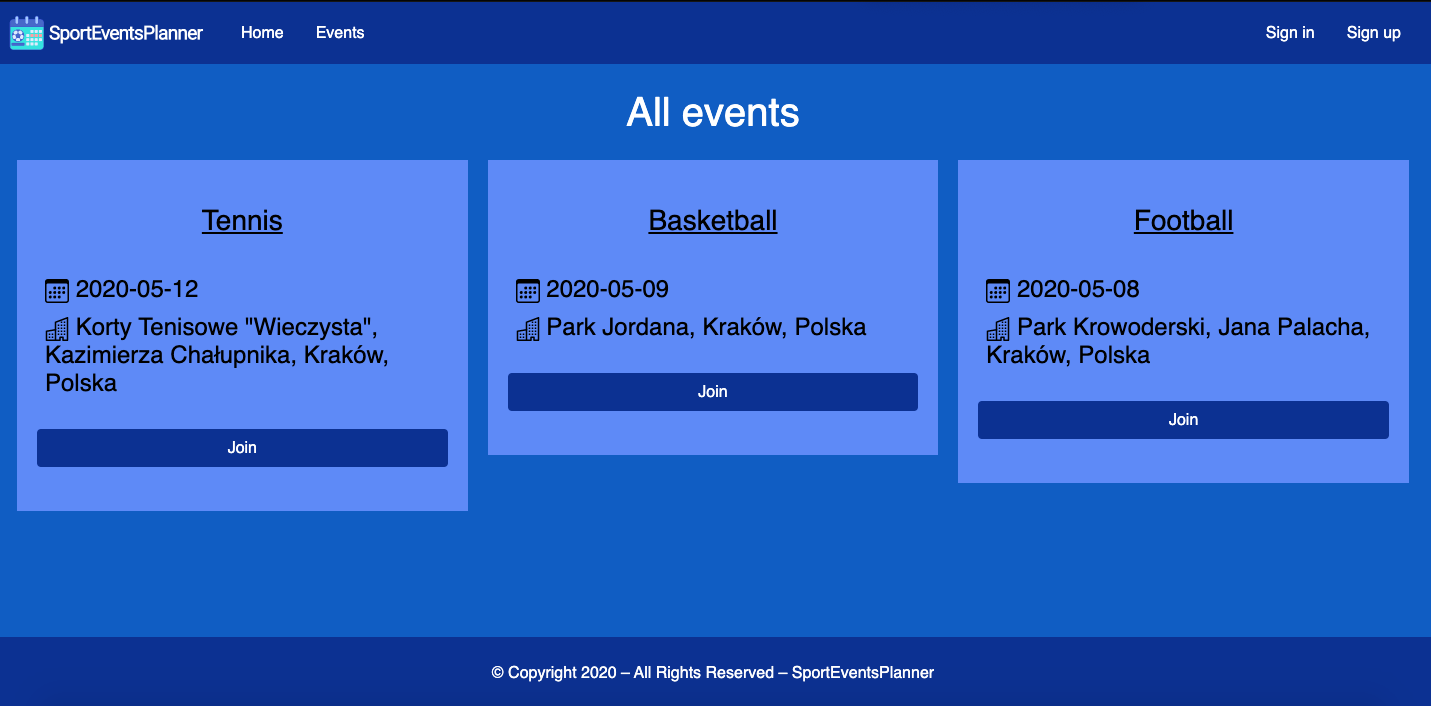 SportEventsPlanner Home Events Sign in Sign up
All events
Tennis
2020-05-12
Korty Tenisowe "Wieczysta",
Kazimierza Chałupnika, Kraków,
Polska
Join
Basketball
2020-05-09
Park Jordana, Kraków, Polska
Join
Football
2020-05-08
Park Krowoderski, Jana Palacha,
Kraków, Polska
Join
© Copyright 2020 – All Rights Reserved – SportEventsPlanner